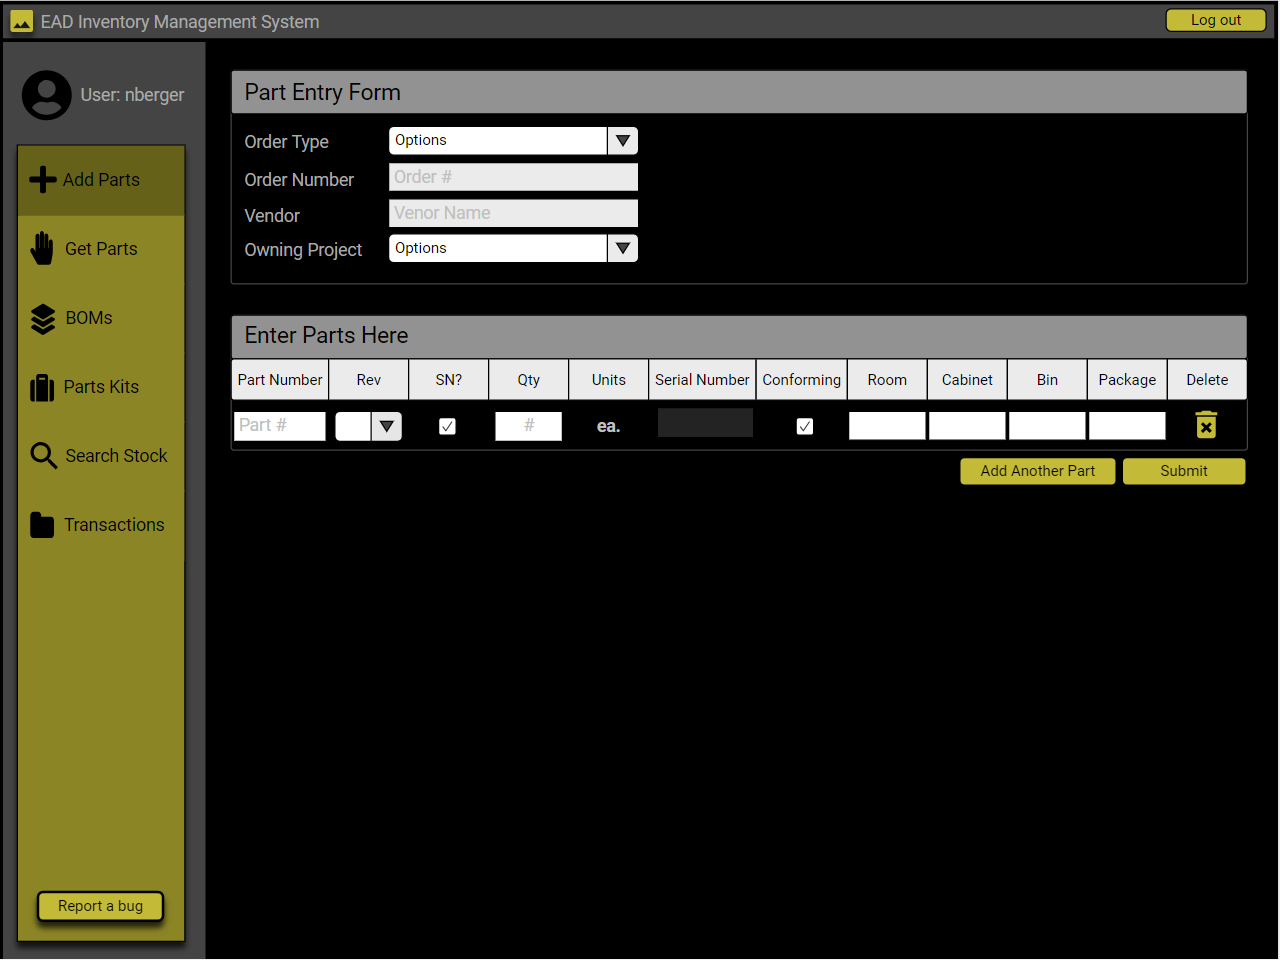 EAD Inventory Management System
Log out
User: nberger
Add Parts
Get Parts
BOMs
Parts Kits
Search Stock
Transactions
Report a bug
Part Entry Form
Order Type Options
Order Number Order #
Vendor Venor Name
Owning Project Options
Enter Parts Here
Part Number Rev SN? Qty Units Serial Number Conforming Room Cabinet Bin Package Delete
Part # # ea.
Add Another Part Submit